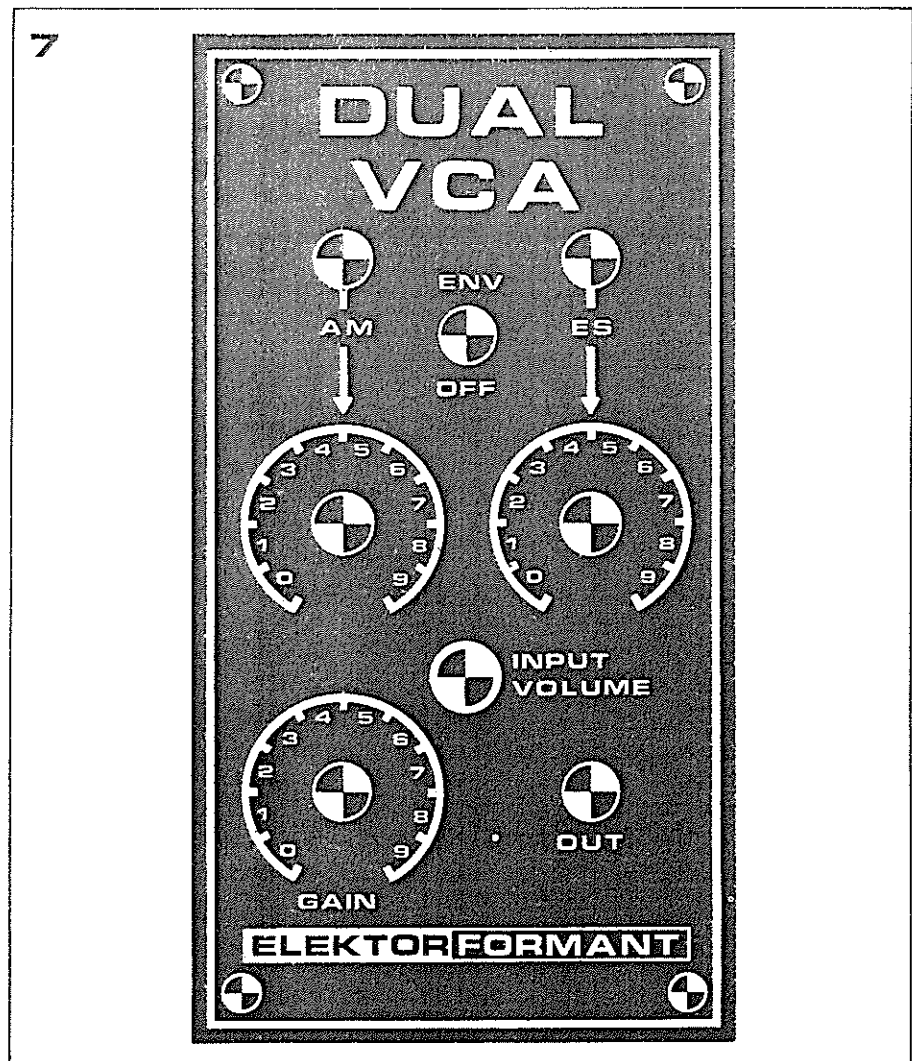 7
DUAL
VCA
ENV
AM
ES
OFF
0 1 2 3 4 5 6 7 8 9
0 1 2 3 4 5 6 7 8 9
INPUT
VOLUME
0 1 2 3 4 5 6 7 8 9
OUT
GAIN
ELEKTOR FORMANT